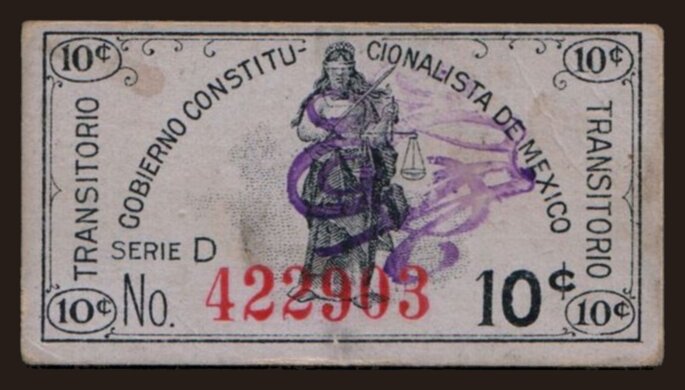 10¢ 10¢
GOBIERNO CONSTITU-CIONALISTA DE MEXICO
TRANSITORIO
TRANSITORIO
SERIE D
No. 422903 10¢
10¢ 10¢